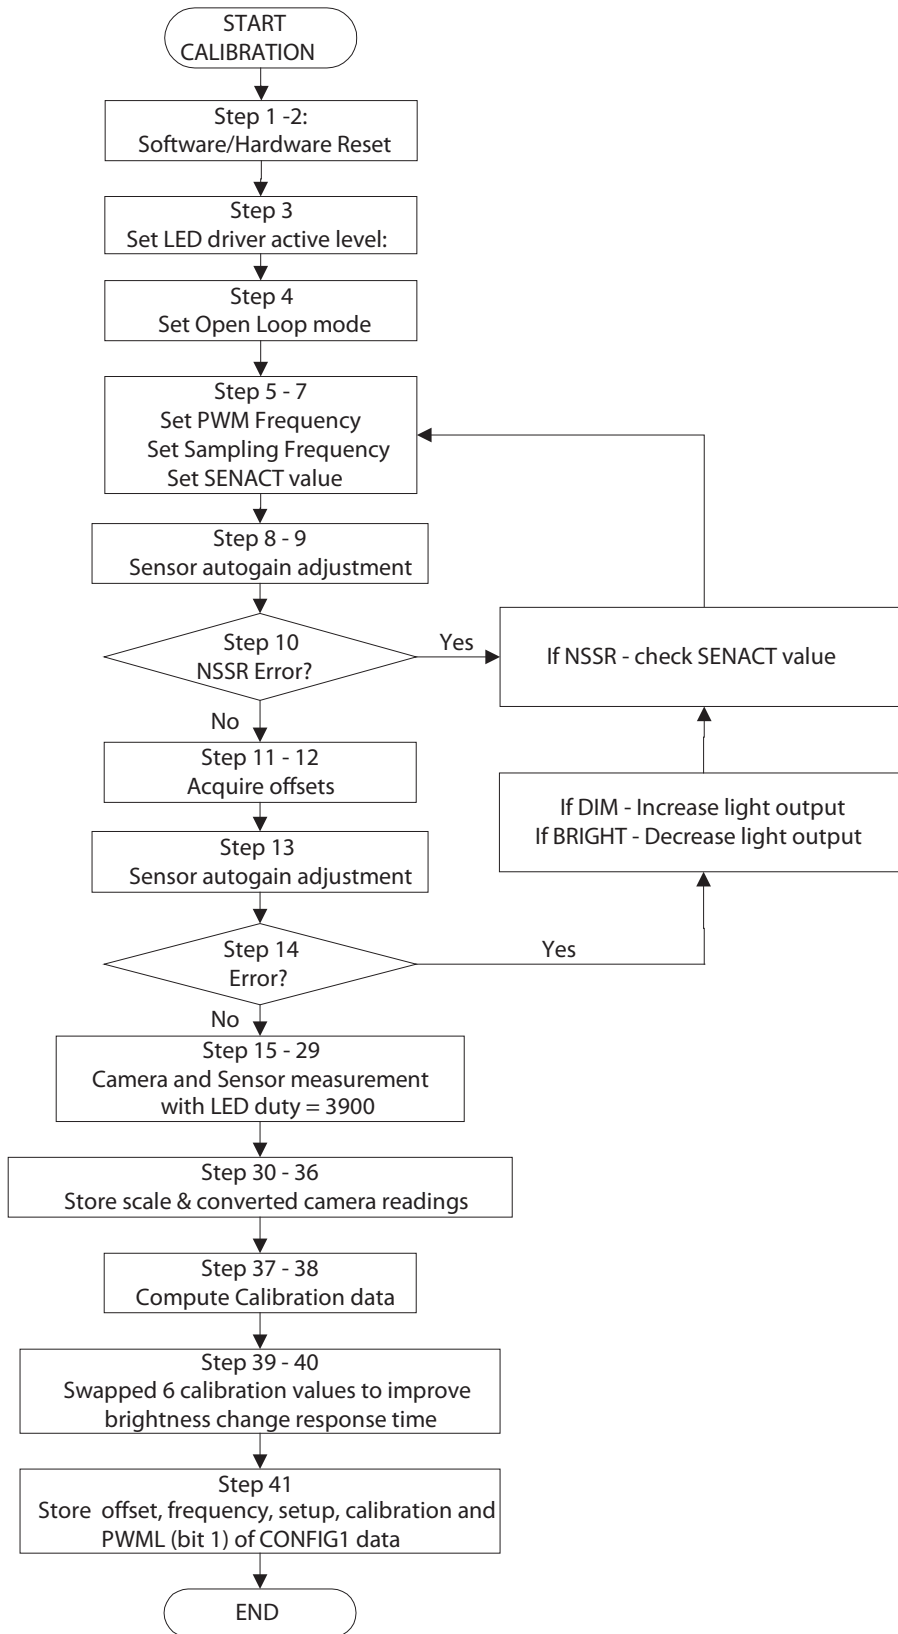 START
CALIBRATION
Step 1 -2:
Software/Hardware Reset
Step 3
Set LED driver active level:
Step 4
Set Open Loop mode
Step 5 - 7
Set PWM Frequency
Set Sampling Frequency
Set SENACT value
Step 8 - 9
Sensor autogain adjustment
Step 10
NSSR Error?
Yes
If NSSR - check SENACT value
No
Step 11 - 12
Acquire offsets
If DIM - Increase light output
If BRIGHT - Decrease light output
Step 13
Sensor autogain adjustment
Step 14
Error?
Yes
No
Step 15 - 29
Camera and Sensor measurement
with LED duty = 3900
Step 30 - 36
Store scale & converted camera readings
Step 37 - 38
Compute Calibration data
Step 39 - 40
Swapped 6 calibration values to improve
brightness change response time
Step 41
Store offset, frequency, setup, calibration and
PWML (bit 1) of CONFIG1 data
END